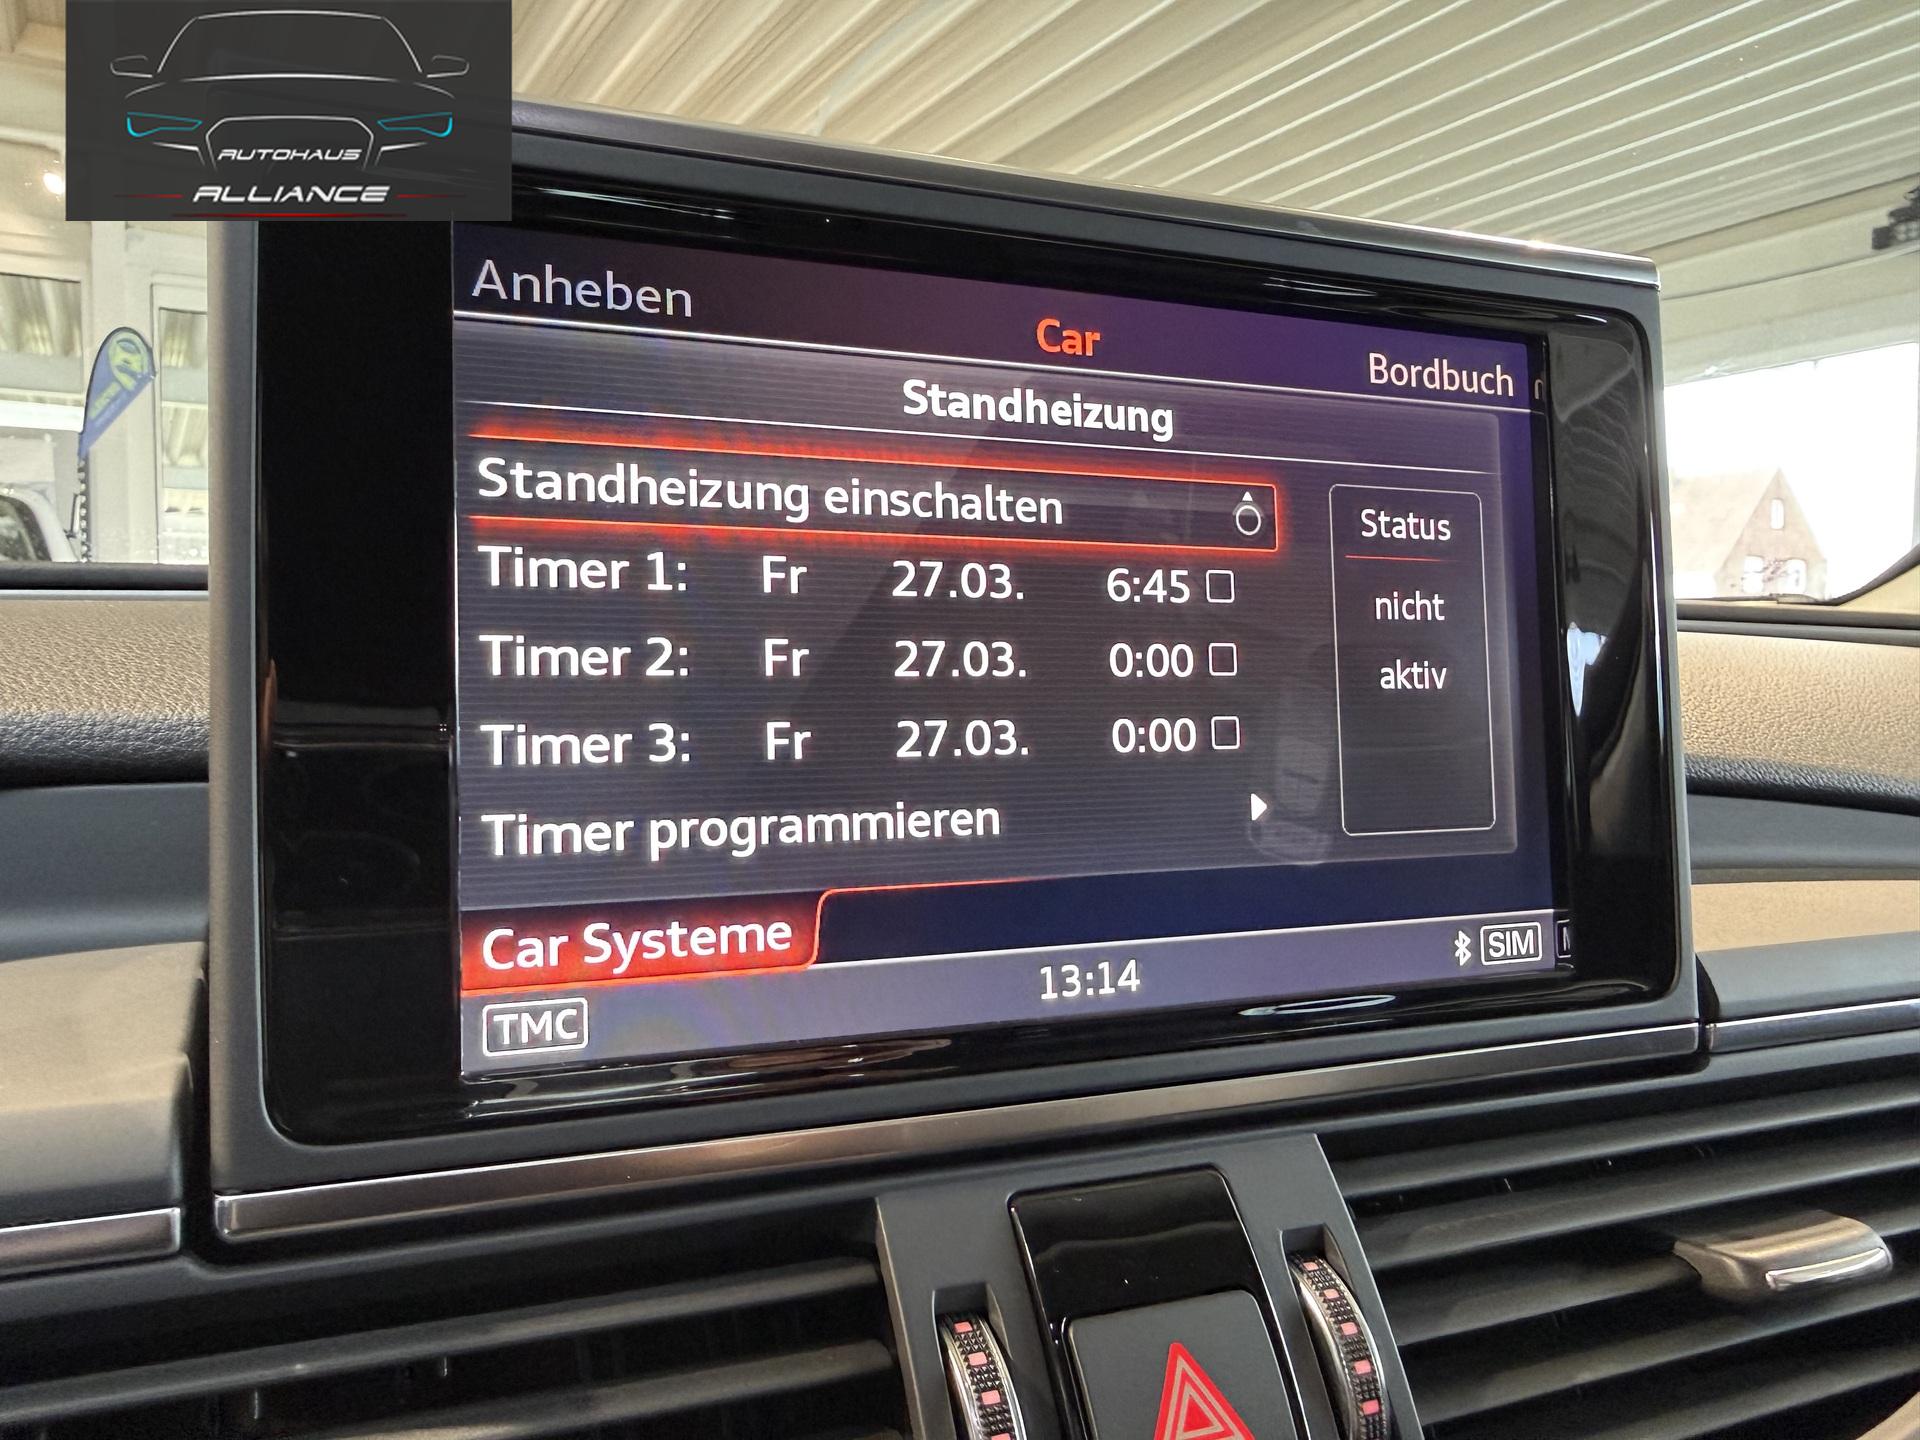 AUTOHAUS
ALLIANCE
Anheben
Car
Bordbuch
Standheizung
Standheizung einschalten
Timer 1: Fr 27.03. 6:45
Timer 2: Fr 27.03. 0:00
Timer 3: Fr 27.03. 0:00
Timer programmieren
Status
nicht
aktiv
Car Systeme
13:14
SIM
TMC